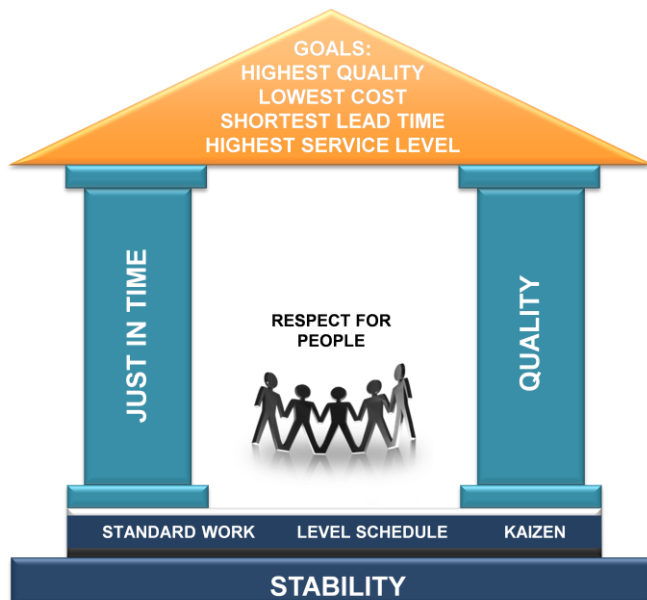 GOALS:
HIGHEST QUALITY
LOWEST COST
SHORTEST LEAD TIME
HIGHEST SERVICE LEVEL
JUST IN TIME
RESPECT FOR
PEOPLE
QUALITY
STANDARD WORK LEVEL SCHEDULE KAIZEN
STABILITY